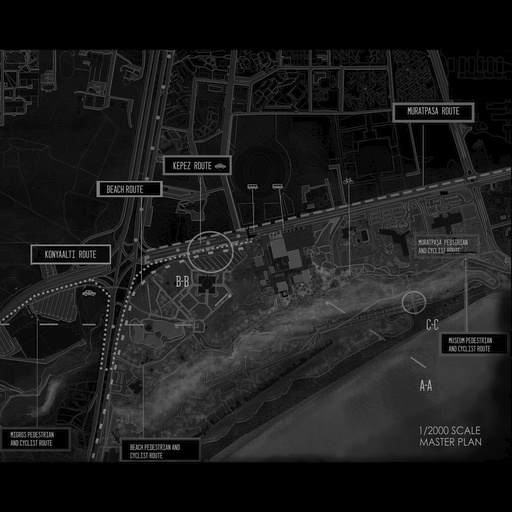 MURATPASA ROUTE
KEPEZ ROUTE
BEACH ROUTE
MURATPASA PEDESTRIAN
AND CYCLIST ROUTE
KONYAALTI ROUTE
B-B
C-C
MUSEUM PEDESTRIAN
AND CYCLIST ROUTE
A-A
MIGROS PEDESTRIAN
AND CYCLIST ROUTE
BEACH PEDESTRIAN AND
CYCLIST ROUTE
1/2000 SCALE
MASTER PLAN